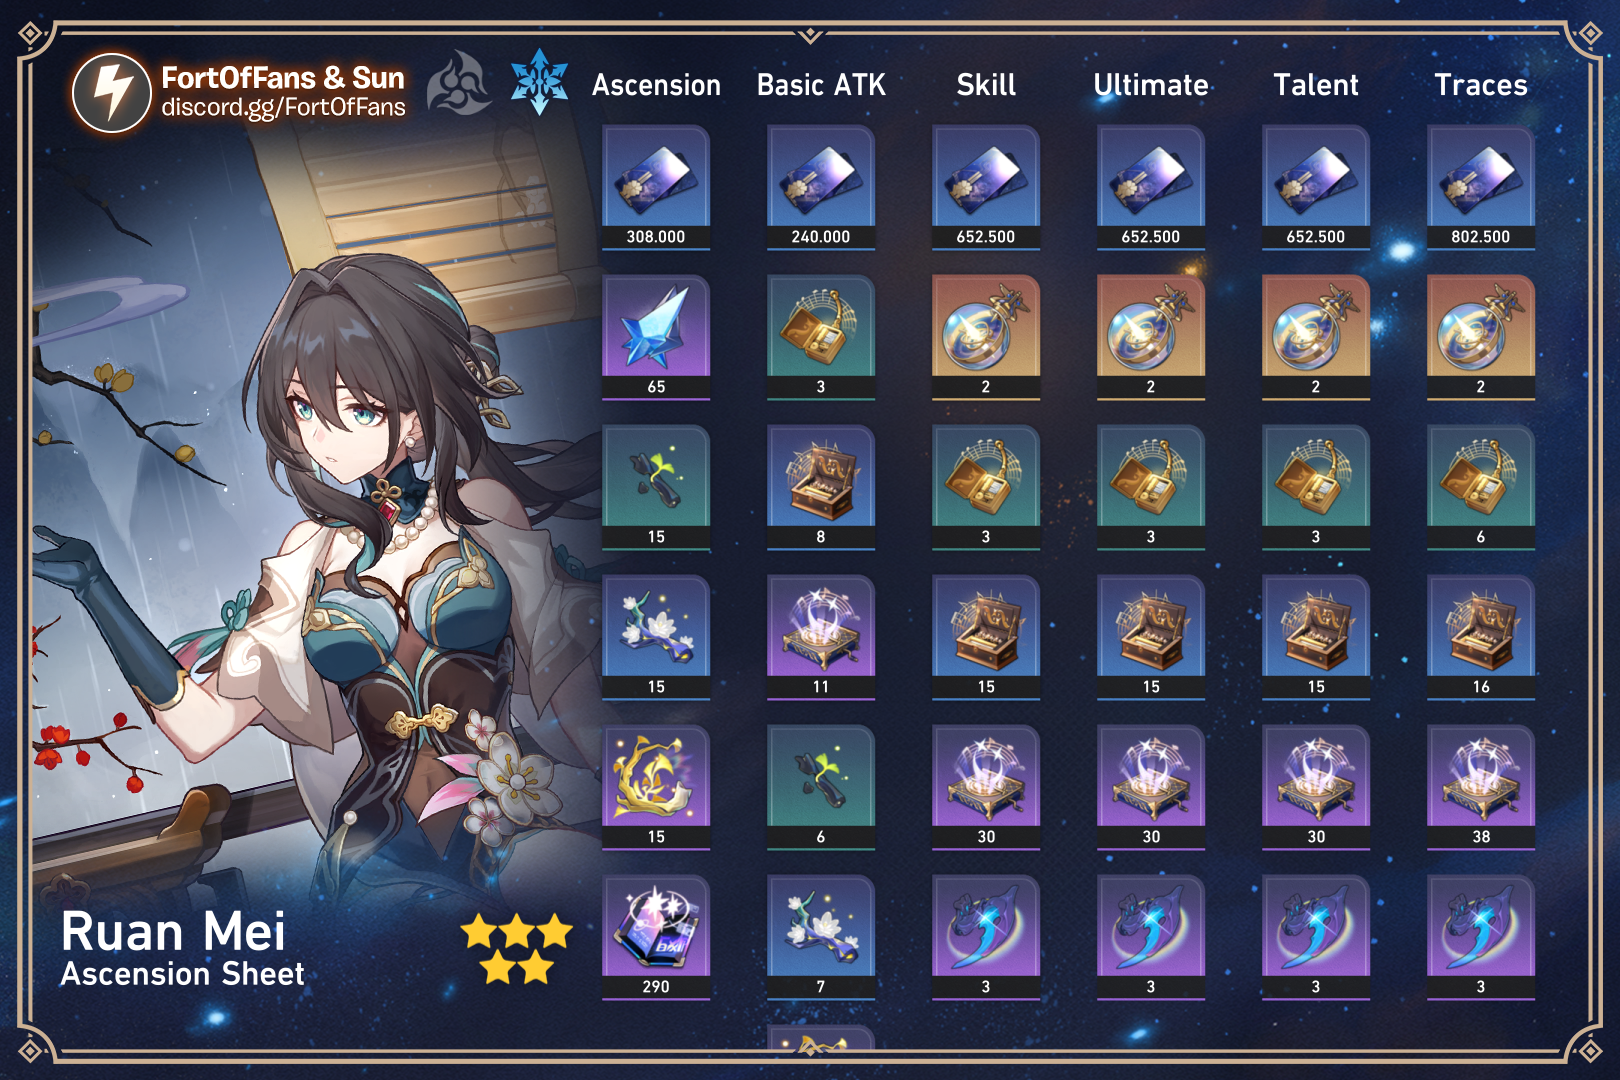 FortOfFans & Sun
discord.gg/FortOfFans
Ascension Basic ATK Skill Ultimate Talent Traces
308.000 240.000 652.500 652.500 652.500 802.500
65 3 2 2 2 2
15 8 3 3 3 6
15 11 15 15 15 16
15 6 30 30 30 38
290 7 3 3 3 3
Ruan Mei
Ascension Sheet